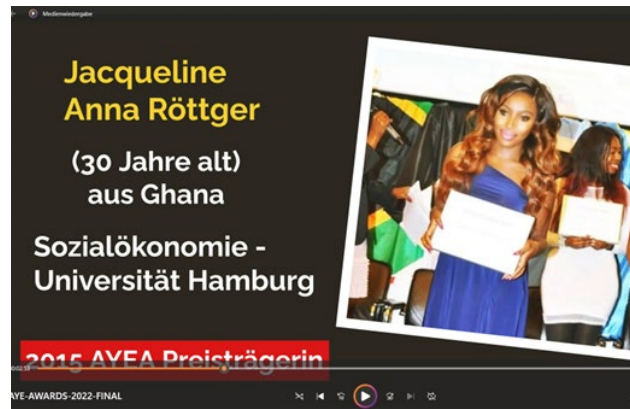 Medienwiedergabe
Jacqueline
Anna Röttger
(30 Jahre alt)
aus Ghana
Sozialökonomie -
Universität Hamburg
2015 AYEA Preisträgerin
AYE-AWARDS-2022-FINAL